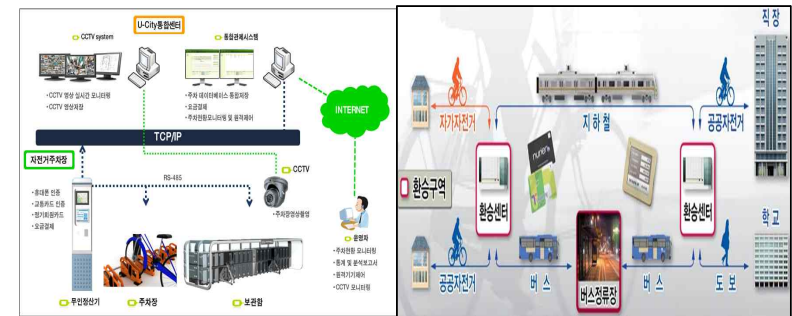 U-City통합센터
CCTV system
통합관제시스템
· CCTV 영상 실시간 모니터링
· CCTV 영상저장
· 주차 데이터베이스 통합저장
· 요금결제
· 주차현황모니터링 및 원격제어
INTERNET
TCP/IP
자전거주차장
RS-485
CCTV
· 휴대폰 인증
· 교통카드 인증
· 정기회원카드
· 요금결제
· 주차장영상촬영
운영자
· 주차현황 모니터링
· 통계 및 분석보고서
· 원격기기제어
· CCTV 모니터링
무인정산기
주차장
보관함
직장
자가자전거
지하철
공공자전거
환승구역
환승센터
환승센터
학교
공공자전거
버스
버스정류장
버스
도보